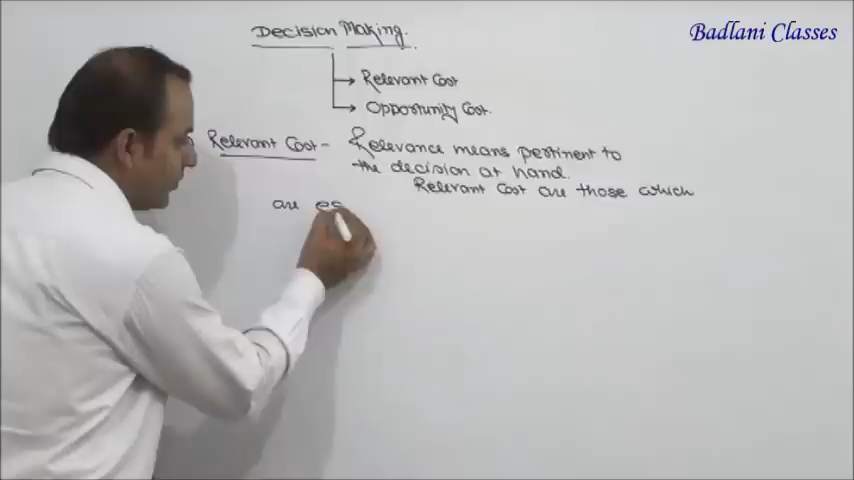 Badlani Classes
Decision Making.
Relevant Cost
Opportunity Cost.
Relevant Cost - Relevance means pertinent to
the decision at hand.
Relevant Cost are those which
are es